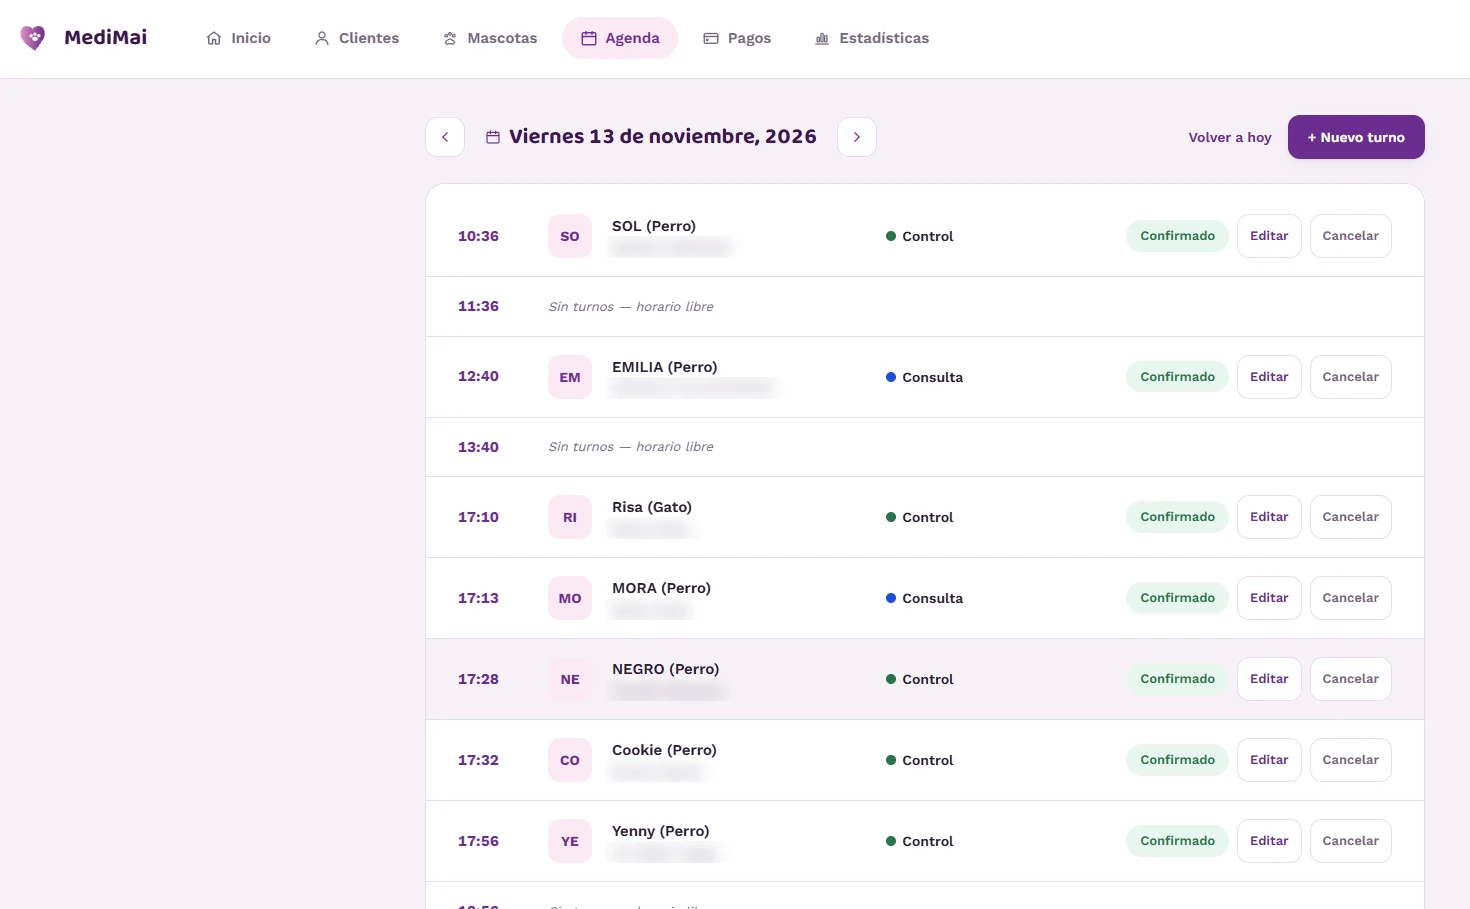 MediMai
Inicio
Clientes
Mascotas
Agenda
Pagos
Estadísticas
Viernes 13 de noviembre, 2026
Volver a hoy
+ Nuevo turno
10:36 SO SOL (Perro) Control Confirmado Editar Cancelar
11:36 Sin turnos — horario libre
12:40 EM EMILIA (Perro) Consulta Confirmado Editar Cancelar
13:40 Sin turnos — horario libre
17:10 RI Risa (Gato) Control Confirmado Editar Cancelar
17:13 MO MORA (Perro) Consulta Confirmado Editar Cancelar
17:28 NE NEGRO (Perro) Control Confirmado Editar Cancelar
17:32 CO Cookie (Perro) Control Confirmado Editar Cancelar
17:56 YE Yenny (Perro) Control Confirmado Editar Cancelar